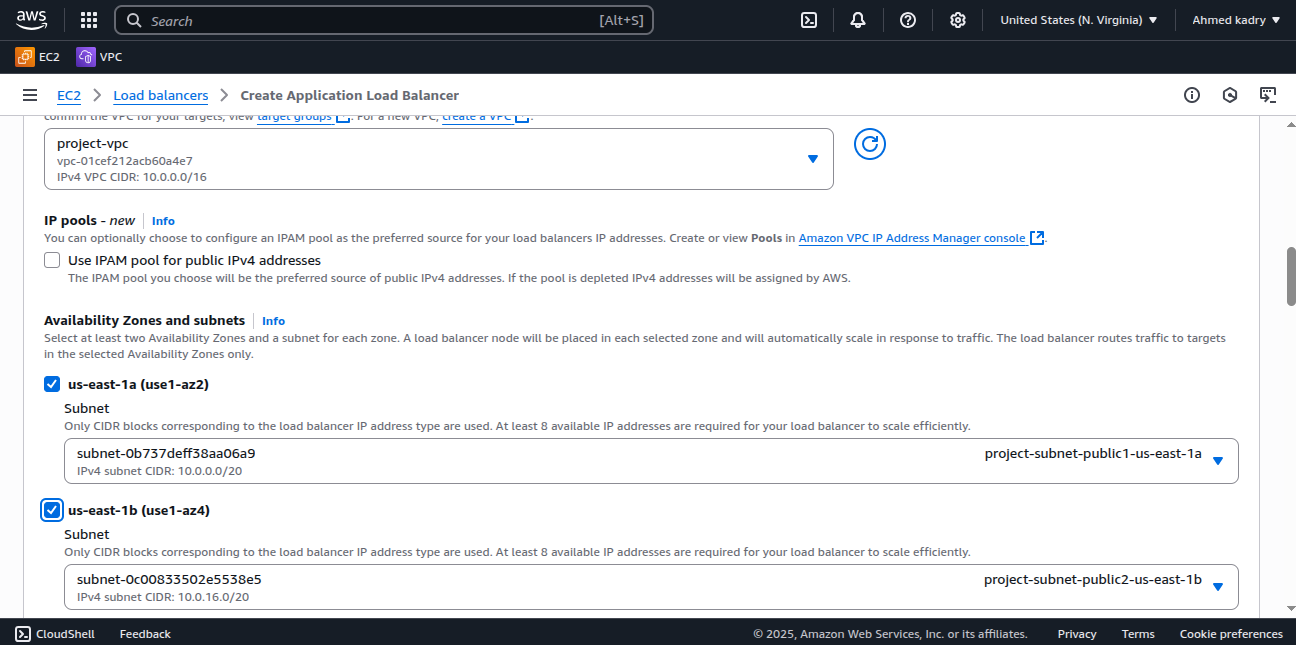 aws
Search [Alt+S]
United States (N. Virginia)
Ahmed kadry
EC2
VPC
EC2 > Load balancers > Create Application Load Balancer
confirm the VPC for your targets, view target groups. For a new VPC, create a VPC.
project-vpc
vpc-01cef212acb60a4e7
IPv4 VPC CIDR: 10.0.0.0/16
IP pools - new Info
You can optionally choose to configure an IPAM pool as the preferred source for your load balancers IP addresses. Create or view Pools in Amazon VPC IP Address Manager console.
Use IPAM pool for public IPv4 addresses
The IPAM pool you choose will be the preferred source of public IPv4 addresses. If the pool is depleted IPv4 addresses will be assigned by AWS.
Availability Zones and subnets Info
Select at least two Availability Zones and a subnet for each zone. A load balancer node will be placed in each selected zone and will automatically scale in response to traffic. The load balancer routes traffic to targets
in the selected Availability Zones only.
us-east-1a (use1-az2)
Subnet
Only CIDR blocks corresponding to the load balancer IP address type are used. At least 8 available IP addresses are required for your load balancer to scale efficiently.
subnet-0b737deff38aa06a9 project-subnet-public1-us-east-1a
IPv4 subnet CIDR: 10.0.0.0/20
us-east-1b (use1-az4)
Subnet
Only CIDR blocks corresponding to the load balancer IP address type are used. At least 8 available IP addresses are required for your load balancer to scale efficiently.
subnet-0c00833502e5538e5 project-subnet-public2-us-east-1b
IPv4 subnet CIDR: 10.0.16.0/20
CloudShell Feedback © 2025, Amazon Web Services, Inc. or its affiliates. Privacy Terms Cookie preferences